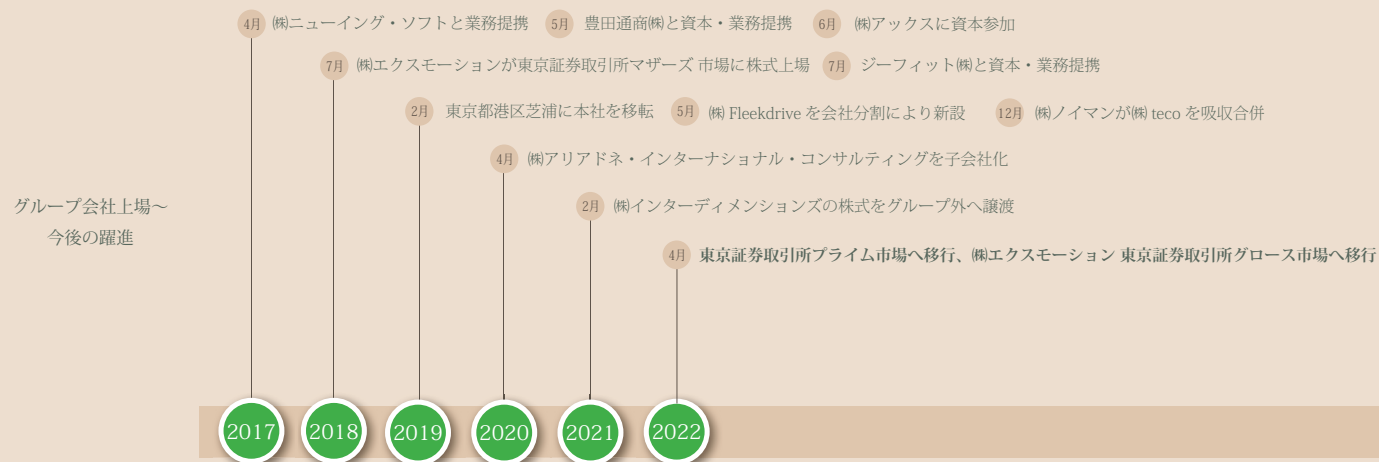 4月 ㈱ニューイング・ソフトと業務提携 5月 豊田通商㈱と資本・業務提携 6月 ㈱アックスに資本参加
7月 ㈱エクスモーションが東京証券取引所マザーズ 市場に株式上場 7月 ジーフィット㈱と資本・業務提携
2月 東京都港区芝浦に本社を移転 5月 ㈱ Fleekdrive を会社分割により新設 12月 ㈱ノイマンが㈱ teco を吸収合併
4月 ㈱アリアドネ・インターナショナル・コンサルティングを子会社化
グループ会社上場〜
今後の躍進
2月 ㈱インターディメンションズの株式をグループ外へ譲渡
4月 東京証券取引所プライム市場へ移行、㈱エクスモーション 東京証券取引所グロース市場へ移行
2017 2018 2019 2020 2021 2022